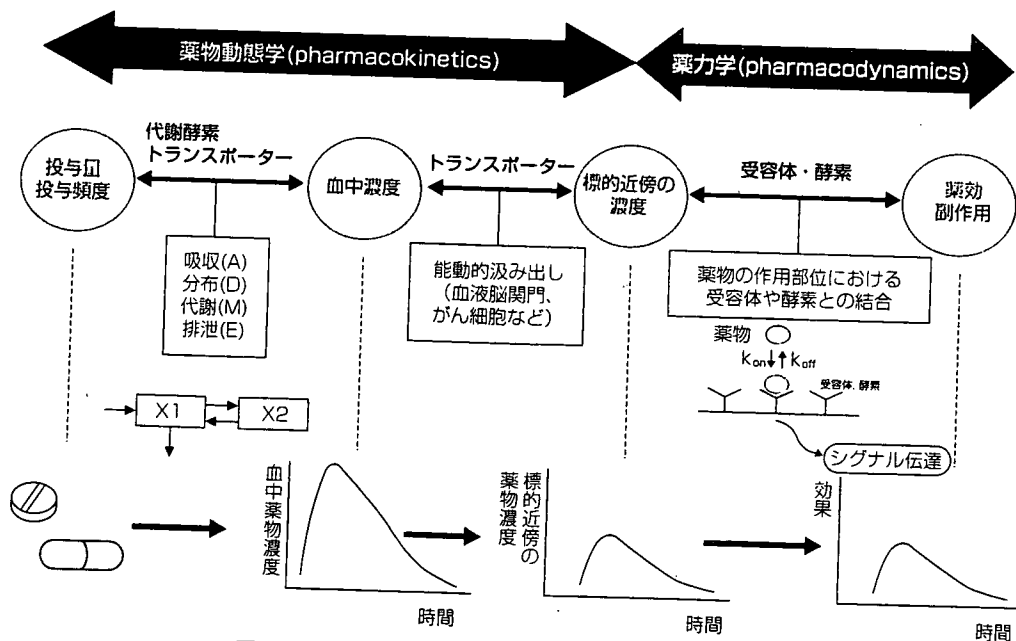 薬物動態学(pharmacokinetics)
薬力学(pharmacodynamics)
投与
投与頻度
代謝酵素
トランスポーター
血中濃度
トランスポーター
標的近傍の
濃度
受容体・酵素
薬効
副作用
吸収(A)
分布(D)
代謝(M)
排泄(E)
能動的汲み出し
（血液脳関門、
がん細胞など）
薬物の作用部位における
受容体や酵素との結合
薬物
kon
koff
受容体、酵素
X1
X2
シグナル伝達
血中薬物濃度
時間
標的近傍の
薬物濃度
時間
効果
時間